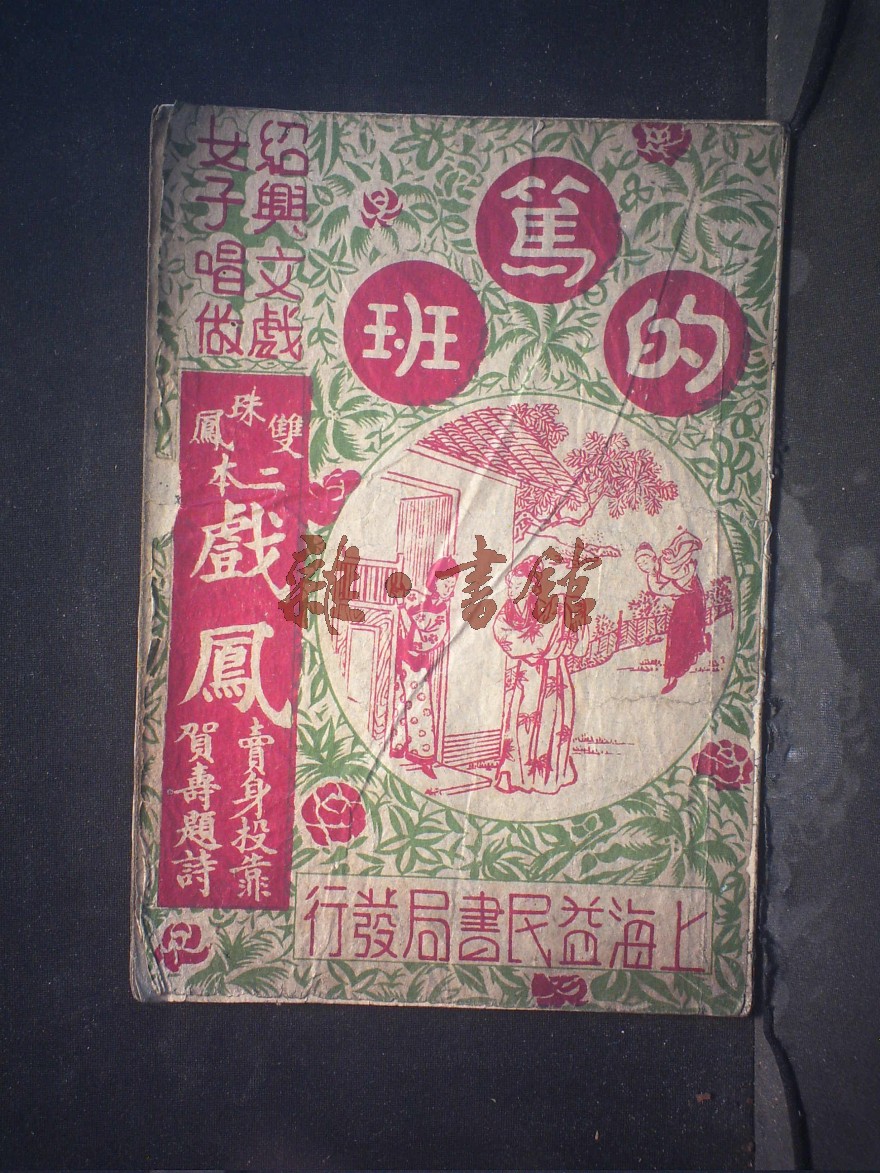 的篤班
紹興文戲
女子唱做
雙珠鳳
二本
戲鳳
賣身投靠
賀壽題詩
上海益民書局發行
雜·書館